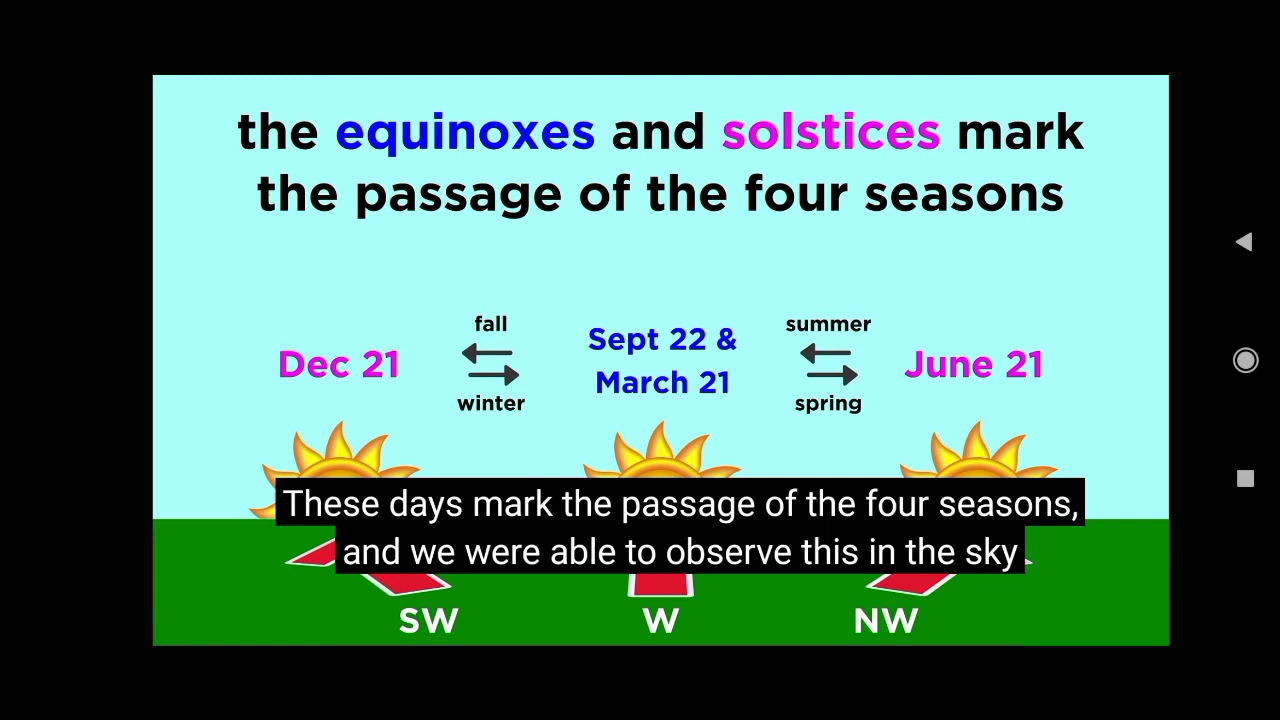 the equinoxes and solstices mark
the passage of the four seasons
fall
summer
Sept 22 &
Dec 21
June 21
March 21
winter
spring
These days mark the passage of the four seasons,
and we were able to observe this in the sky
SW
W
NW